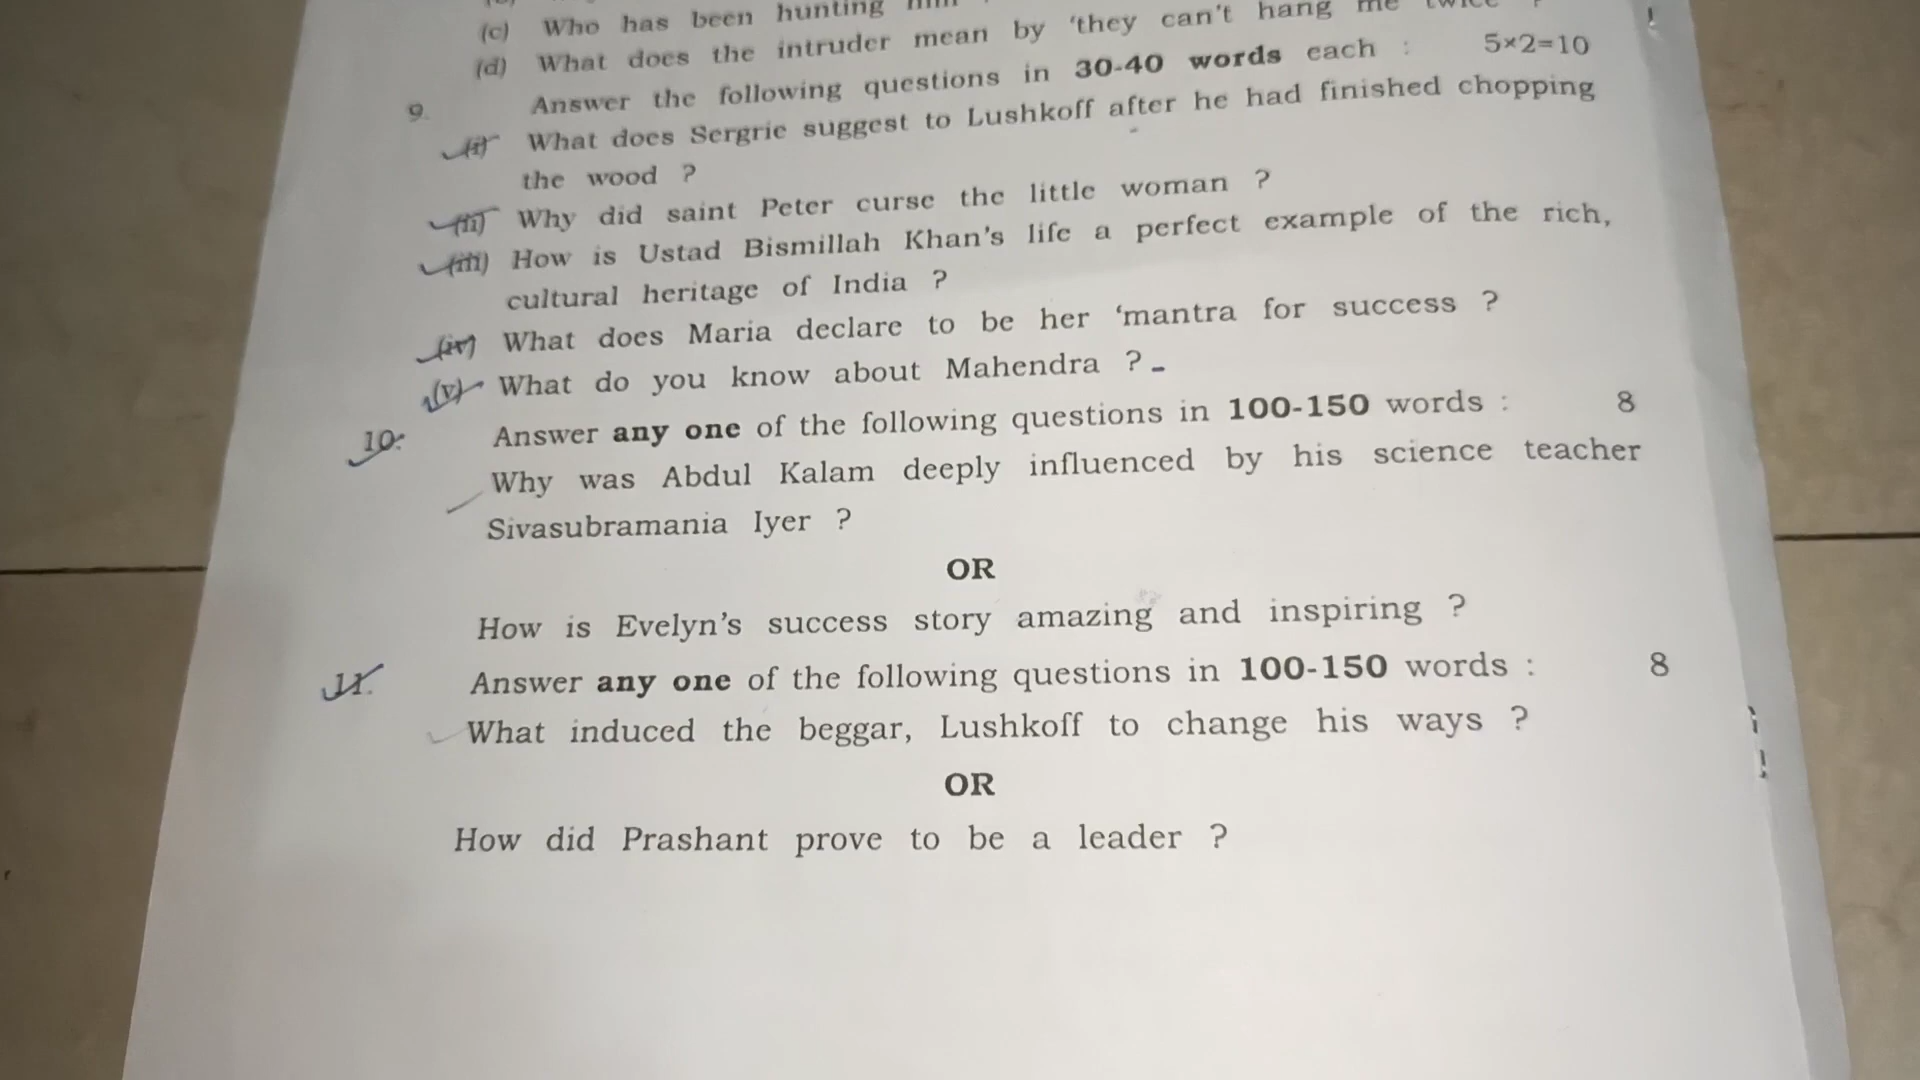 (c) Who has been hunting
(d) What does the intruder mean by 'they can't hang me twice
9. Answer the following questions in 30-40 words each : 5×2=10
(i) What does Sergrie suggest to Lushkoff after he had finished chopping
the wood ?
(ii) Why did saint Peter curse the little woman ?
(iii) How is Ustad Bismillah Khan's life a perfect example of the rich,
cultural heritage of India ?
(iv) What does Maria declare to be her 'mantra for success ?
(v) What do you know about Mahendra ?
10. Answer any one of the following questions in 100-150 words : 8
Why was Abdul Kalam deeply influenced by his science teacher
Sivasubramania Iyer ?
OR
How is Evelyn's success story amazing and inspiring ?
11. Answer any one of the following questions in 100-150 words : 8
What induced the beggar, Lushkoff to change his ways ?
OR
How did Prashant prove to be a leader ?